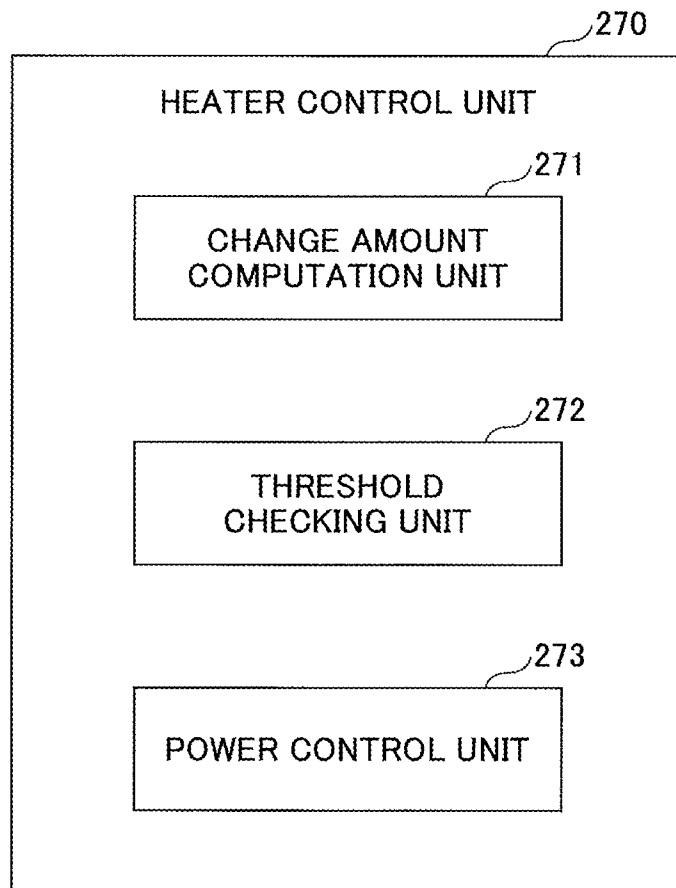 270
HEATER CONTROL UNIT
271
CHANGE AMOUNT
COMPUTATION UNIT
272
THRESHOLD
CHECKING UNIT
273
POWER CONTROL UNIT